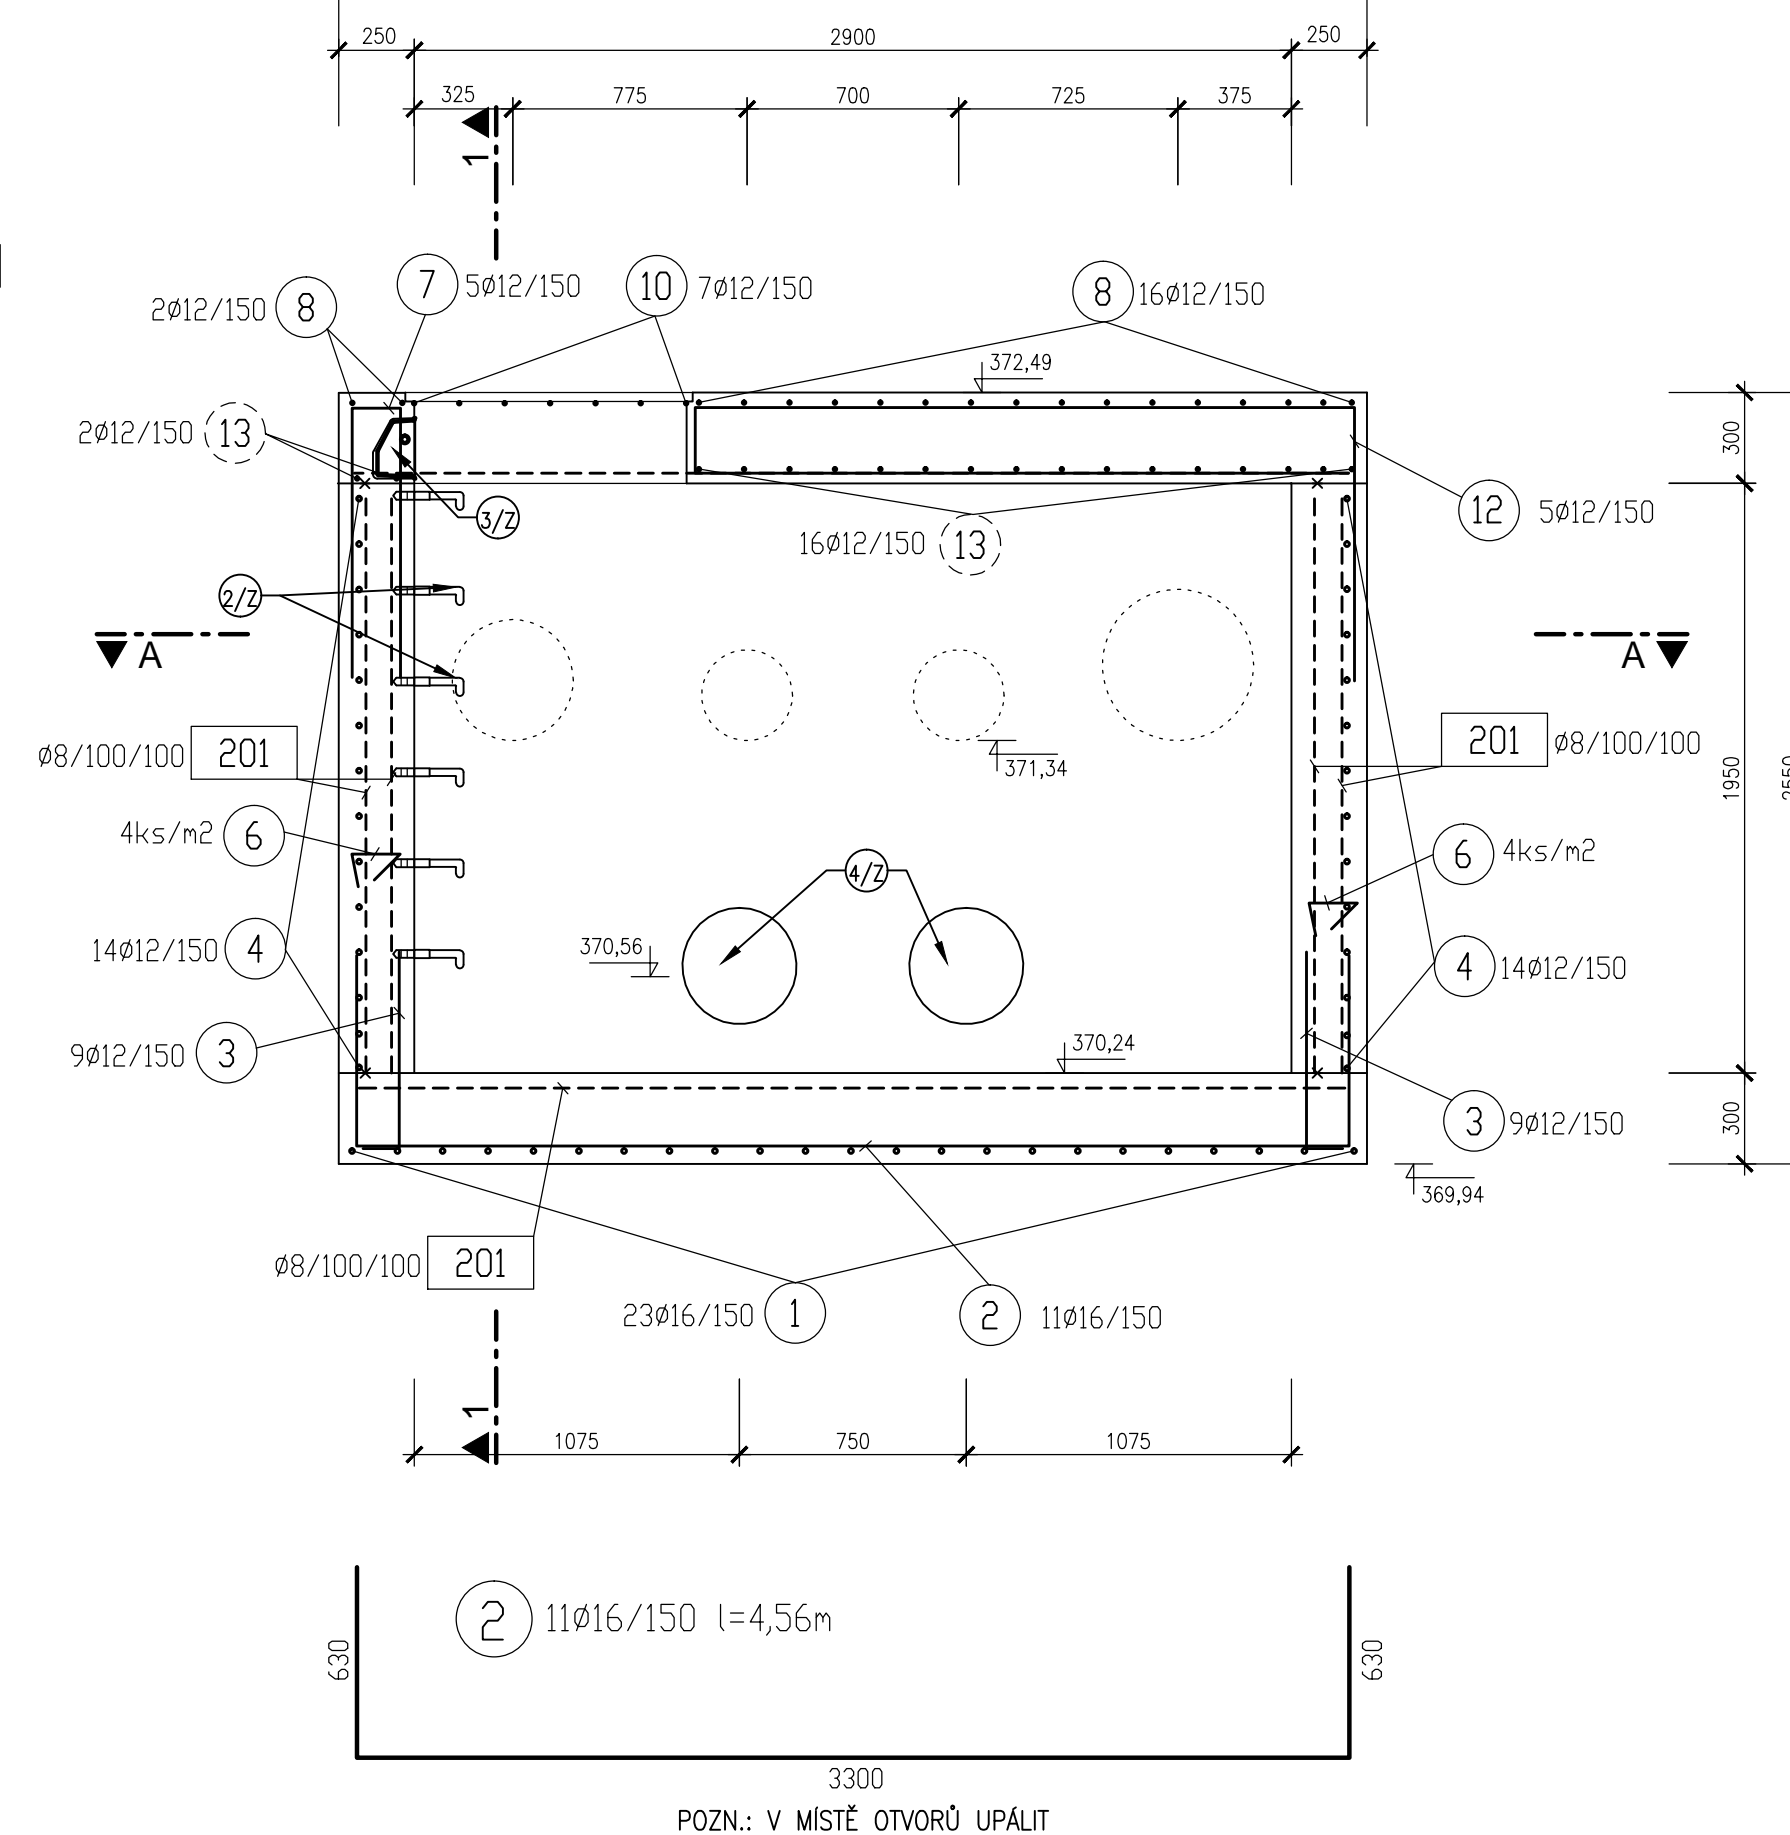 250 2900 250
325 775 700 725 375
1
2ø12/150 8
7 5ø12/150
10 7ø12/150
8 16ø12/150
372,49
2ø12/150 13
300
3/Z
16ø12/150 13
12 5ø12/150
2/Z
A
A
ø8/100/100 201
371,34
201 ø8/100/100
1950
2550
4ks/m2 6
4/Z
6 4ks/m2
14ø12/150 4
370,56
4 14ø12/150
9ø12/150 3
370,24
3 9ø12/150
300
369,94
ø8/100/100 201
23ø16/150 1
2 11ø16/150
1
1075 750 1075
2 11ø16/150 l=4,56m
630
630
3300
POZN.: V MÍSTĚ OTVORŮ UPÁLIT